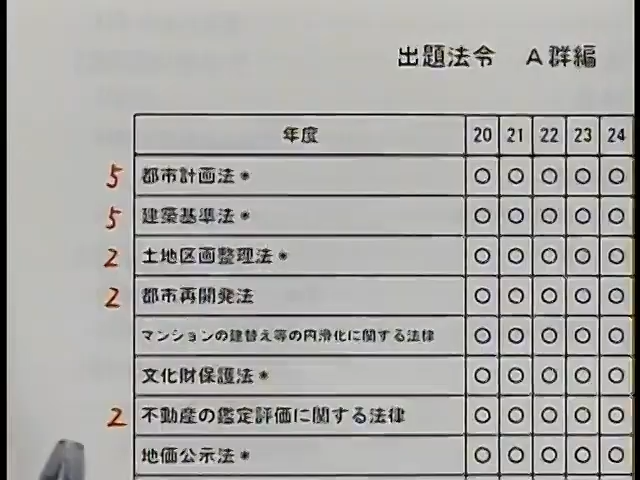 出題法令 A群編
年度 20 21 22 23 24
5 都市計画法* ○ ○ ○ ○ ○
5 建築基準法* ○ ○ ○ ○ ○
2 土地区画整理法* ○ ○ ○ ○ ○
2 都市再開発法 ○ ○ ○ ○ ○
マンションの建替え等の円滑化に関する法律 ○ ○ ○ ○ ○
文化財保護法* ○ ○ ○ ○ ○
2 不動産の鑑定評価に関する法律 ○ ○ ○ ○ ○
地価公示法* ○ ○ ○ ○ ○